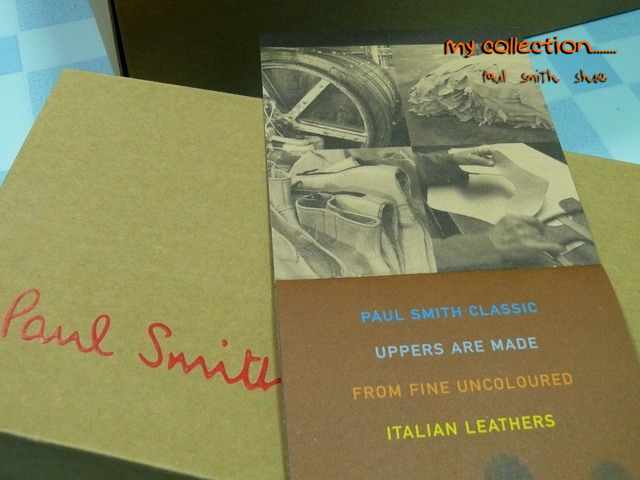 my collection.......
paul smith shoe
Paul Smith
PAUL SMITH CLASSIC
UPPERS ARE MADE
FROM FINE UNCOLOURED
ITALIAN LEATHERS